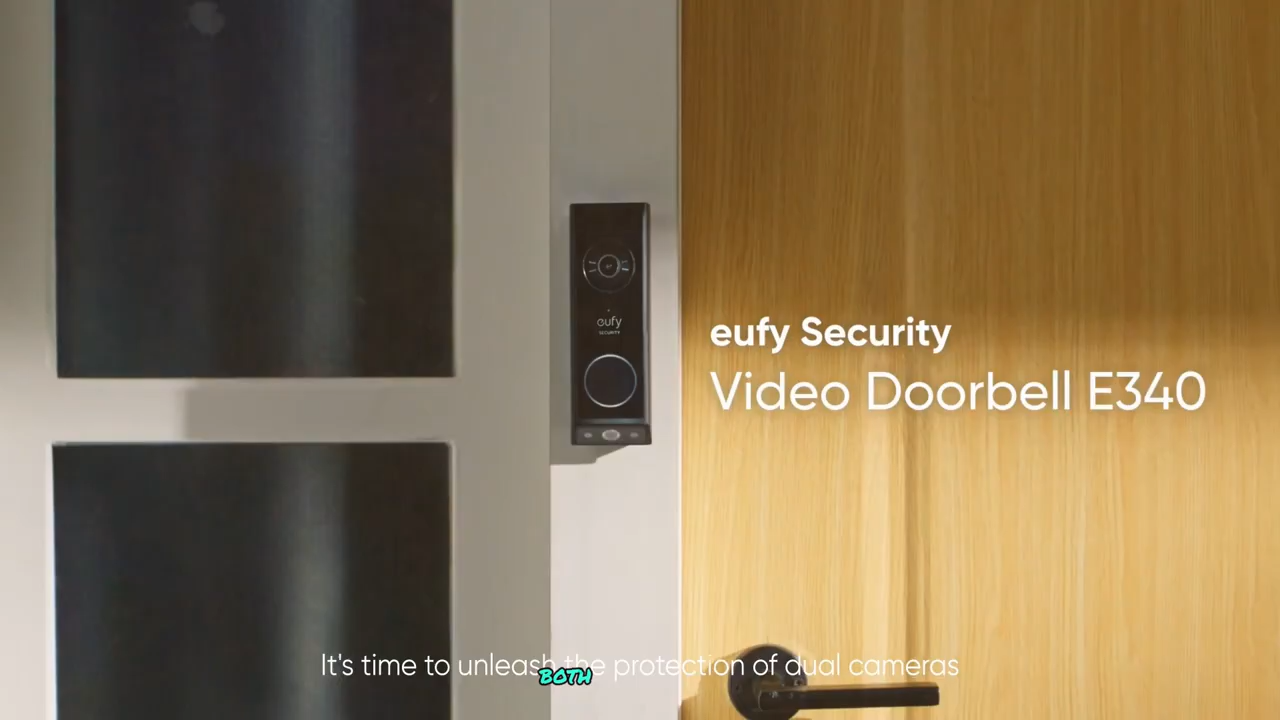 eufy
SECURITY
eufy Security
Video Doorbell E340
It's time to unleash the protection of dual cameras
BOTH